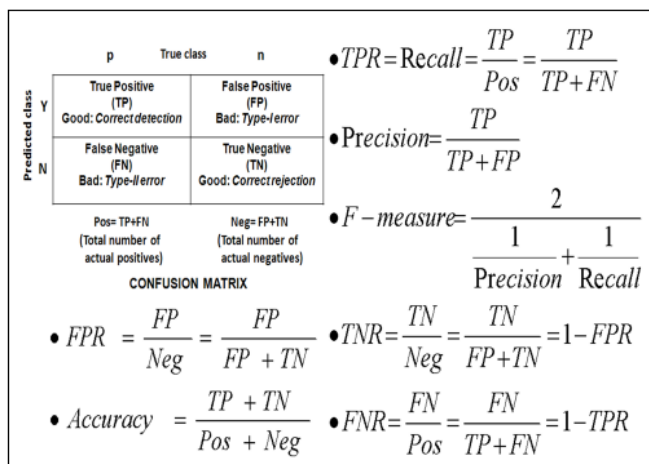 p True class n
Predicted class
Y
True Positive
(TP)
Good: Correct detection
False Positive
(FP)
Bad: Type-I error
N
False Negative
(FN)
Bad: Type-II error
True Negative
(TN)
Good: Correct rejection
Pos= TP+FN
(Total number of
actual positives)
Neg= FP+TN
(Total number of
actual negatives)
CONFUSION MATRIX
•TPR=Recall= TP/Pos = TP/TP+FN
•Precision= TP/TP+FP
•F-measure= 2/1/Precision + 1/Recall
• FPR = FP/Neg = FP/FP + TN
•TNR= TN/Neg = TN/FP+TN =1-FPR
• Accuracy = TP + TN/Pos + Neg
•FNR= FN/Pos = FN/TP+FN =1-TPR